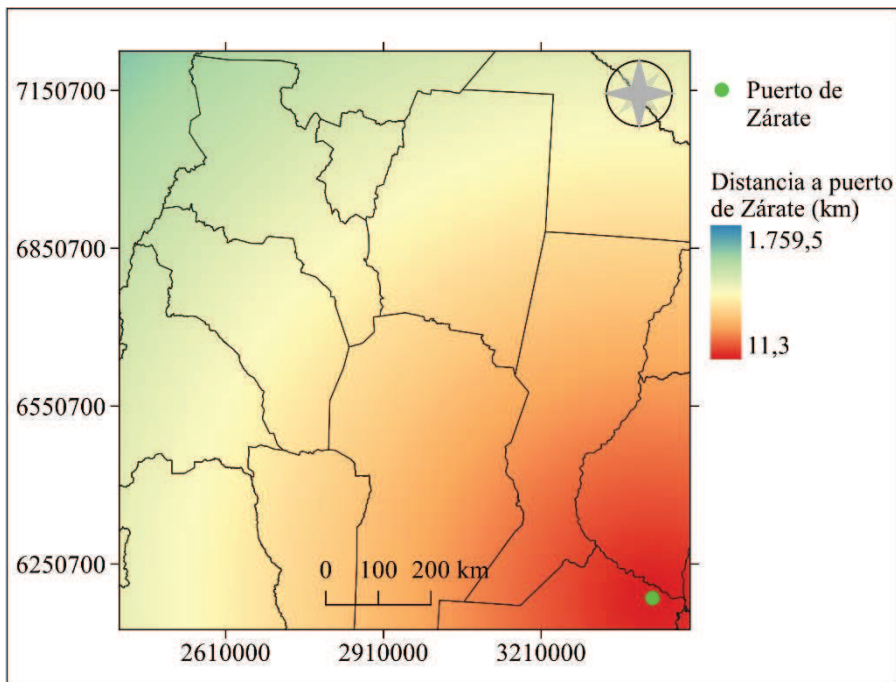 7150700
6850700
6550700
6250700
2610000
2910000
3210000
0 100 200 km
Puerto de
Zárate
Distancia a puerto
de Zárate (km)
1.759,5
11,3